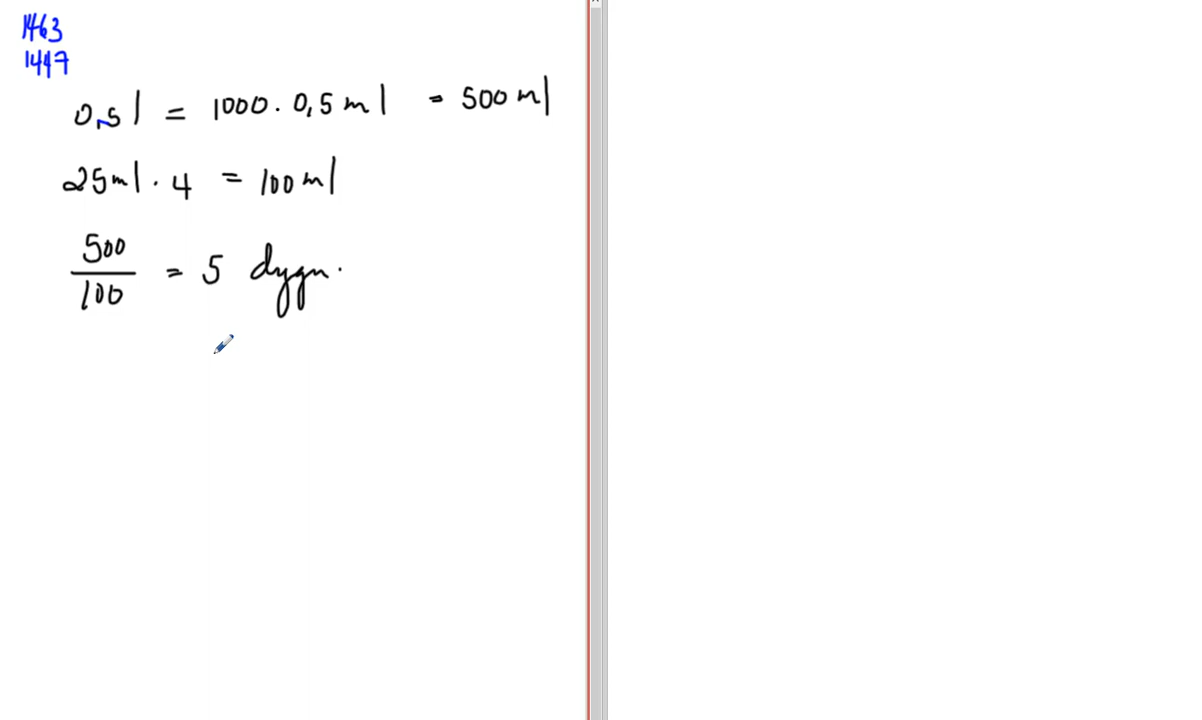 1463
1447
0,5 l = 1000 · 0,5 ml = 500 ml
25 ml · 4 = 100 ml
500
100
= 5 dygn.